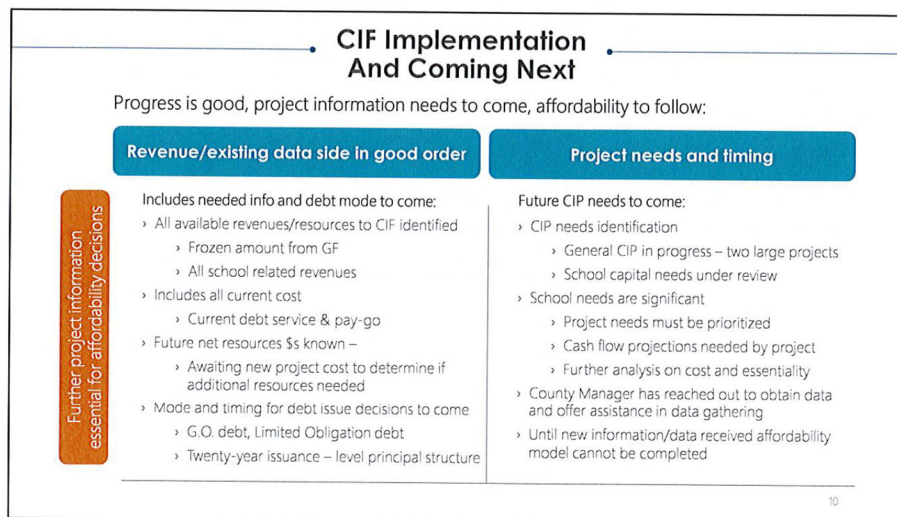 CIF Implementation
And Coming Next
Progress is good, project information needs to come, affordability to follow:
Revenue/existing data side in good order
Project needs and timing
Further project information
essential for affordability decisions
Includes needed info and debt mode to come:
› All available revenues/resources to CIF identified
› Frozen amount from GF
› All school related revenues
› Includes all current cost
› Current debt service & pay-go
› Future net resources $s known –
› Awaiting new project cost to determine if
additional resources needed
› Mode and timing for debt issue decisions to come
› G.O. debt, Limited Obligation debt
› Twenty-year issuance – level principal structure
Future CIP needs to come:
› CIP needs identification
› General CIP in progress – two large projects
› School capital needs under review
› School needs are significant
› Project needs must be prioritized
› Cash flow projections needed by project
› Further analysis on cost and essentiality
› County Manager has reached out to obtain data
and offer assistance in data gathering
› Until new information/data received affordability
model cannot be completed
10